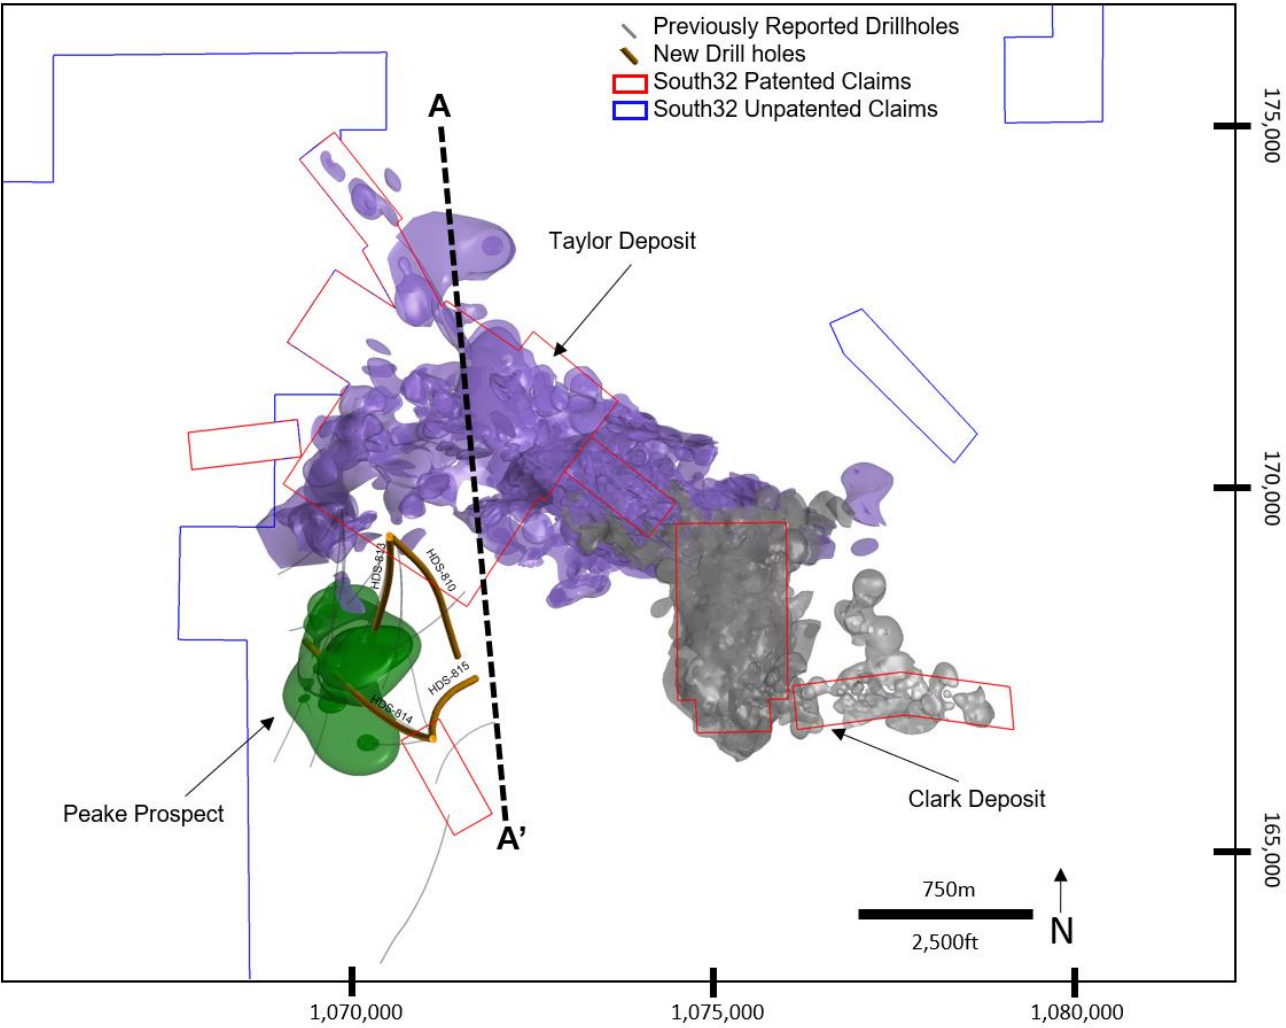 Previously Reported Drillholes
New Drill holes
South32 Patented Claims
South32 Unpatented Claims
A
175,000
Taylor Deposit
170,000
HDS-813
HDS-810
HDS-815
HDS-814
Peake Prospect
Clark Deposit
A’
165,000
750m
2,500ft
N
1,070,000
1,075,000
1,080,000